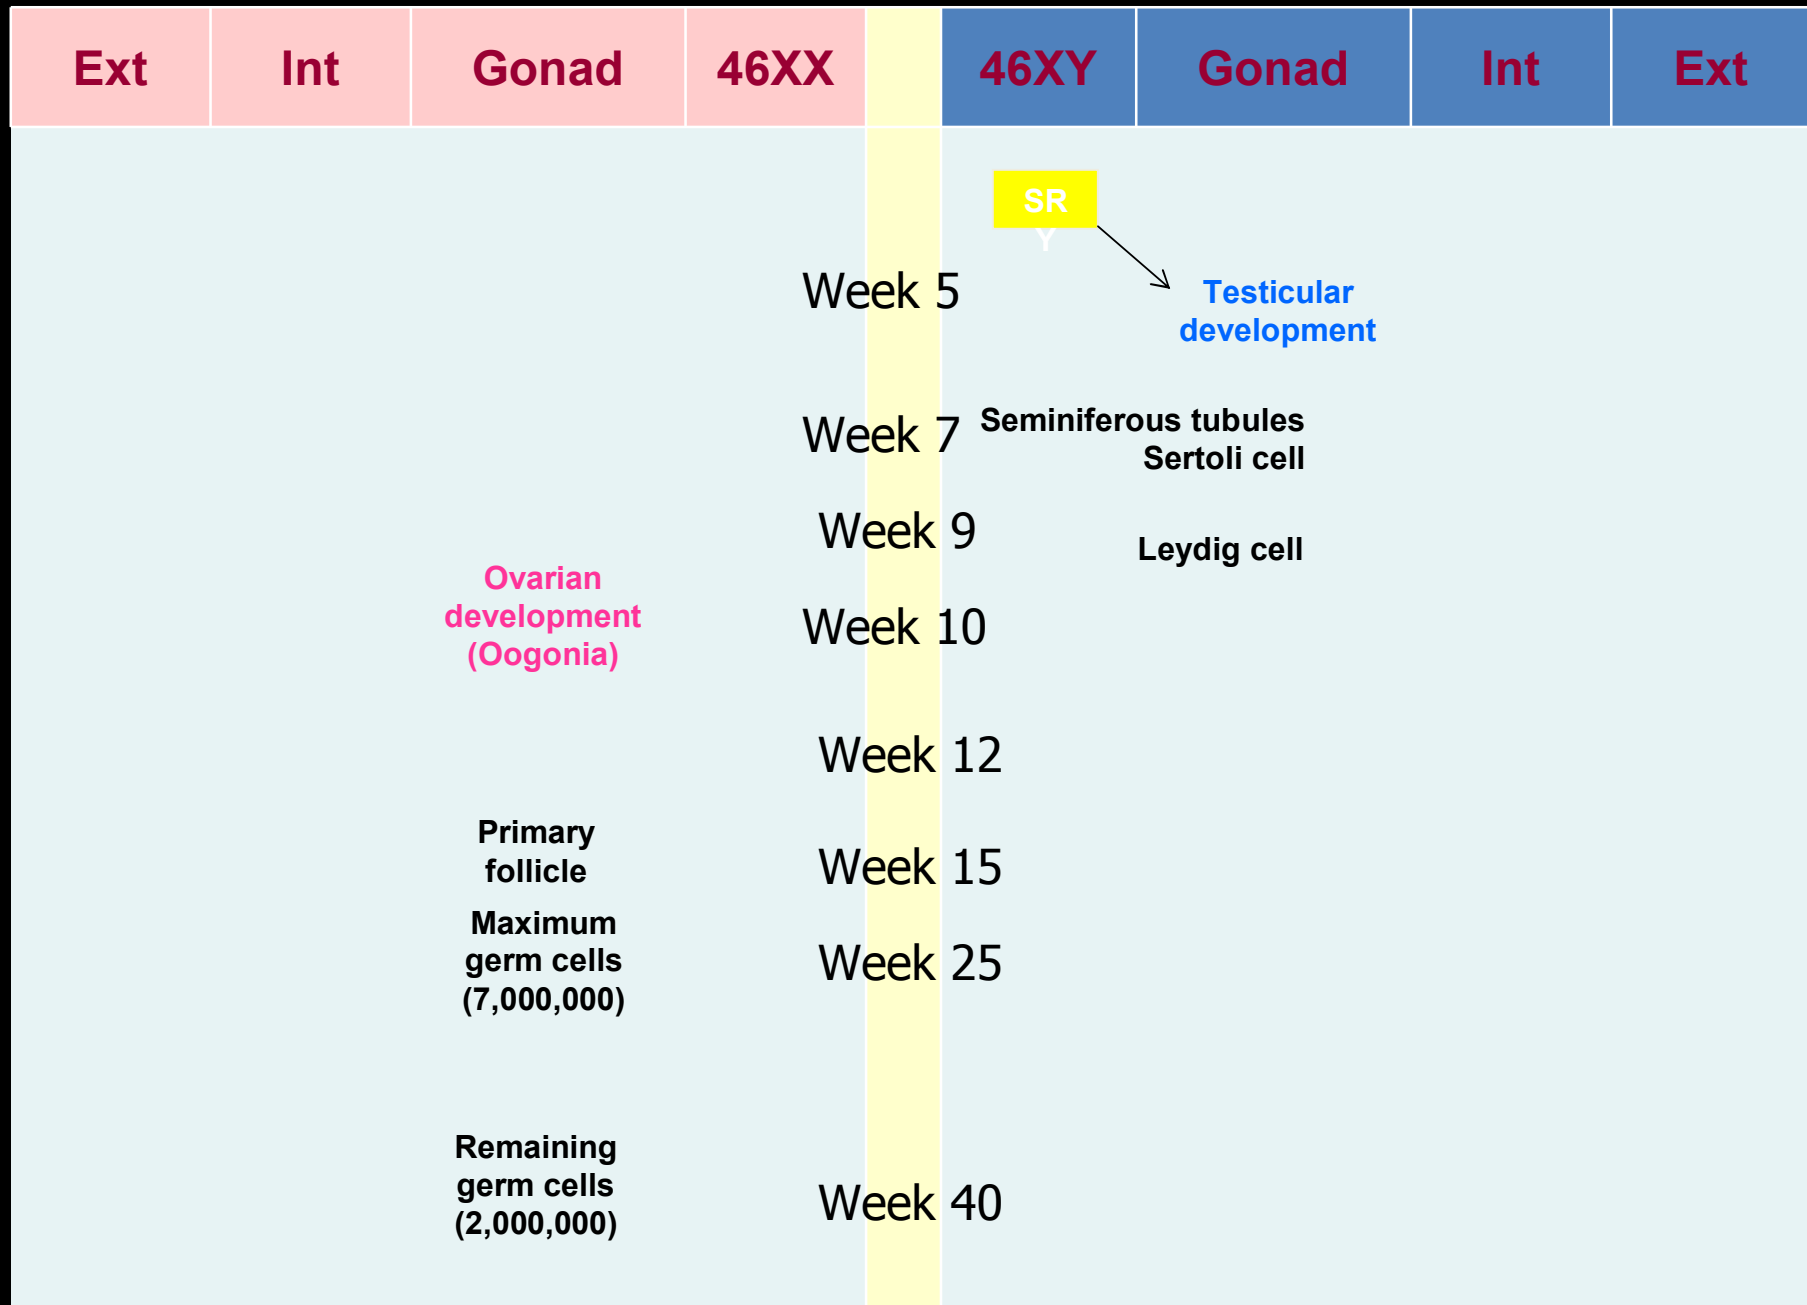 Ext Int Gonad 46XX 46XY Gonad Int Ext
SR
Y
Week 5
Testicular
development
Week 7
Seminiferous tubules
Sertoli cell
Week 9
Leydig cell
Ovarian
development
(Oogonia)
Week 10
Week 12
Primary
follicle
Week 15
Maximum
germ cells
(7,000,000)
Week 25
Remaining
germ cells
(2,000,000)
Week 40